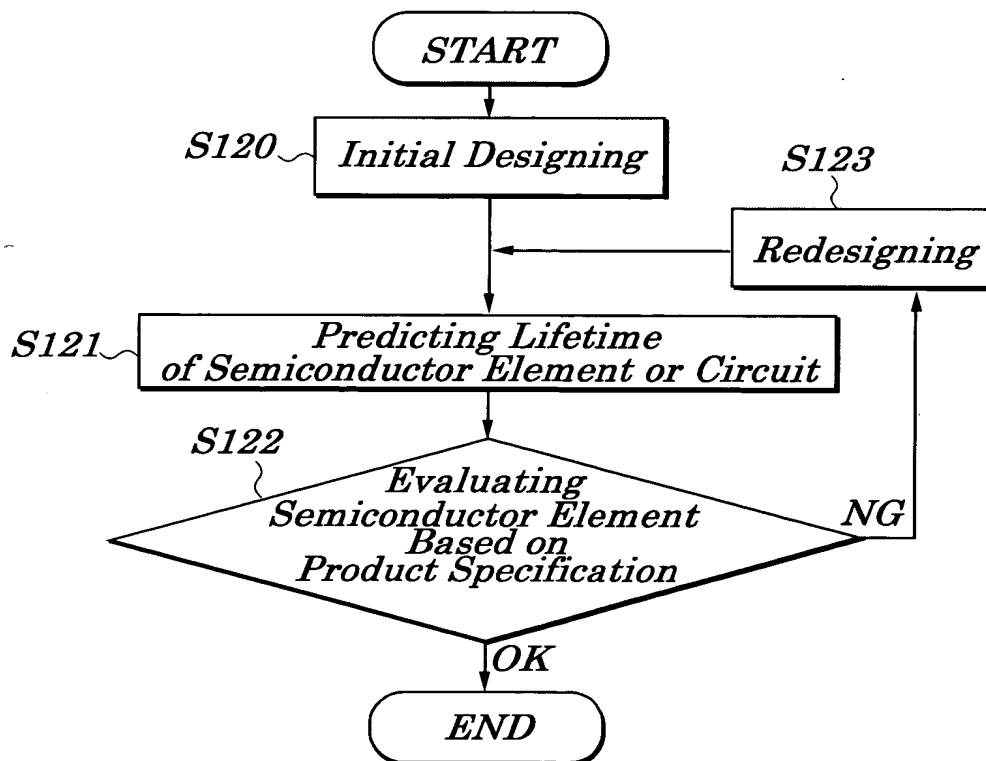 START
S120
Initial Designing
S123
Redesigning
S121
Predicting Lifetime
of Semiconductor Element or Circuit
S122
Evaluating
Semiconductor Element
Based on
Product Specification
NG
OK
END